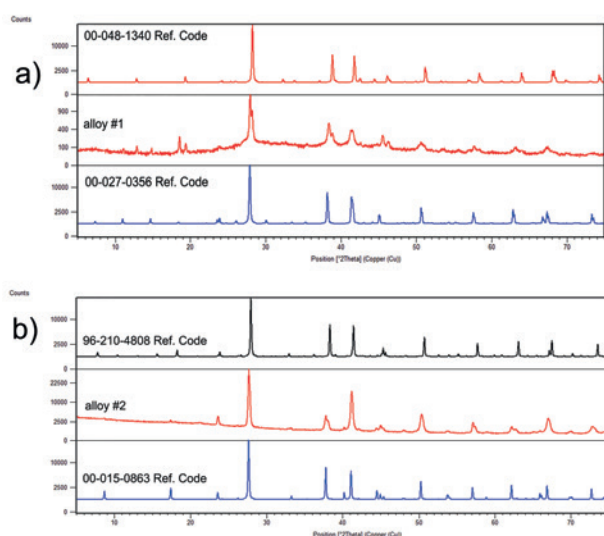 Counts
a)
10000
2500
0
00-048-1340 Ref. Code
900
400
100
0
alloy #1
10000
2500
0
00-027-0356 Ref. Code
10 20 30 40 50 60 70
Position [°2Theta] (Copper (Cu))
Counts
b)
10000
2500
0
96-210-4808 Ref. Code
22500
10000
2500
0
alloy #2
10000
2500
0
00-015-0863 Ref. Code
10 20 30 40 50 60 70
Position [°2Theta] (Copper (Cu))